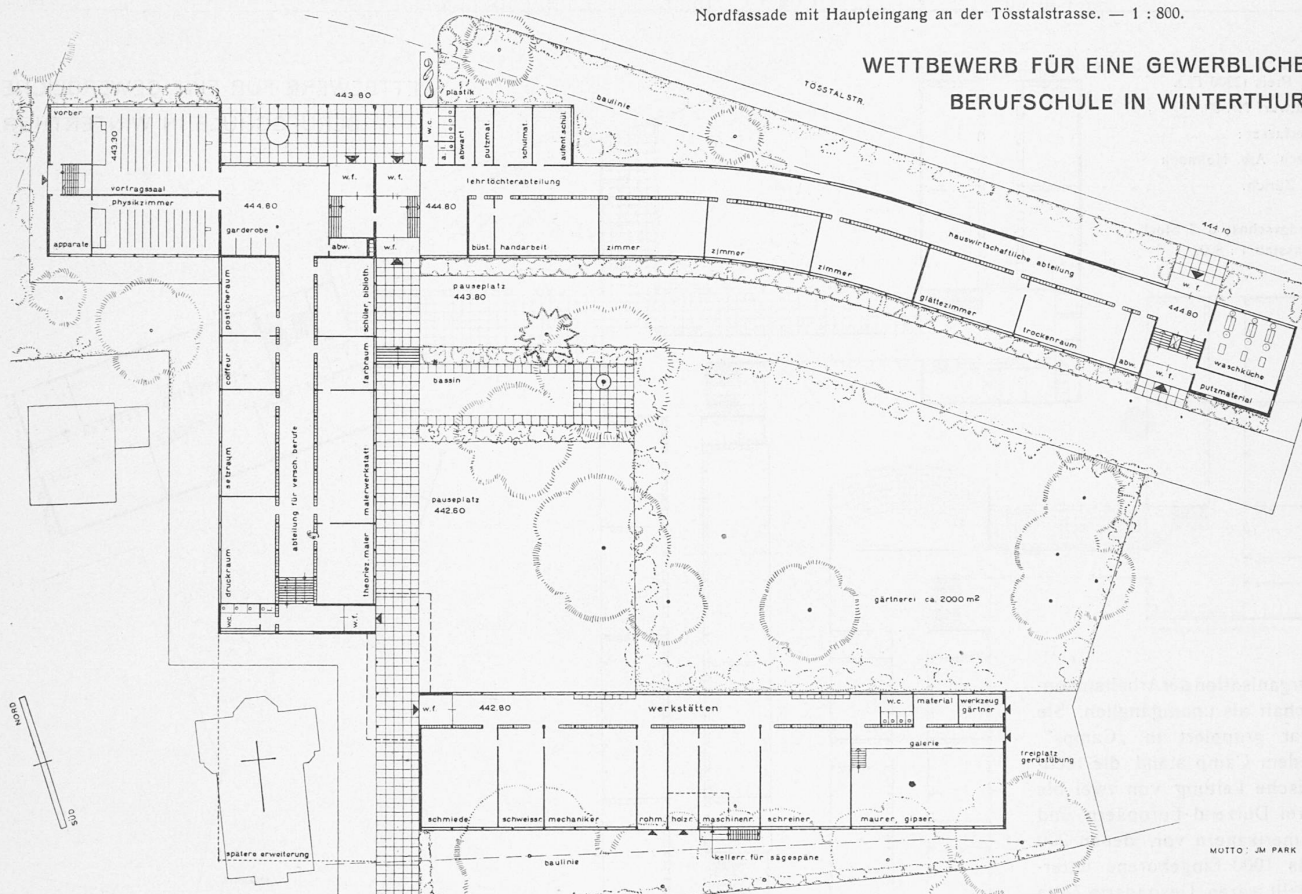 Nordfassade mit Haupteingang an der Tösstalstrasse. — 1 : 800.
WETTBEWERB FÜR EINE GEWERBLICHE
BERUFSCHULE IN WINTERTHUR
TÖSSTALSTR.
baulinie
plastik
443.80
vorber
443.30
vortragssaal
physikzimmer
apparate
444.80
garderobe
w.f.
w.f.
abw.
w.f.
444.80
w.c.
a.l.
abwart
putzmat.
schulmat.
aufent.schül.
lehrtöchterabteilung
büst.
handarbeit
zimmer
zimmer
zimmer
glättezimmer
trockenraum
abw.
hauswirtschaftliche abteilung
444.10
w.f.
444.80
w.f.
waschküche
putzmaterial
pauseplatz
443.80
posticheraum
coiffeur
setzraum
druckraum
w.c.
abteilung für versch. berufe
schüler, biblioth.
farbraum
malerwerkstatt
theoriez. maler
w.f.
bassin
pauseplatz
442.60
gärtnerei ca. 2000 m2
w.f.
442.80
werkstätten
w.c.
material
werkzeug
gärtner
galerie
freiplatz
gerüstübung
schmiede
schweissr.
mechaniker
rohm.
holzr.
maschinenr.
schreiner
maurer, gipser
baulinie
kellerr. für sägespäne
spätere erweiterung
NORD
SÜD
MOTTO: JM PARK